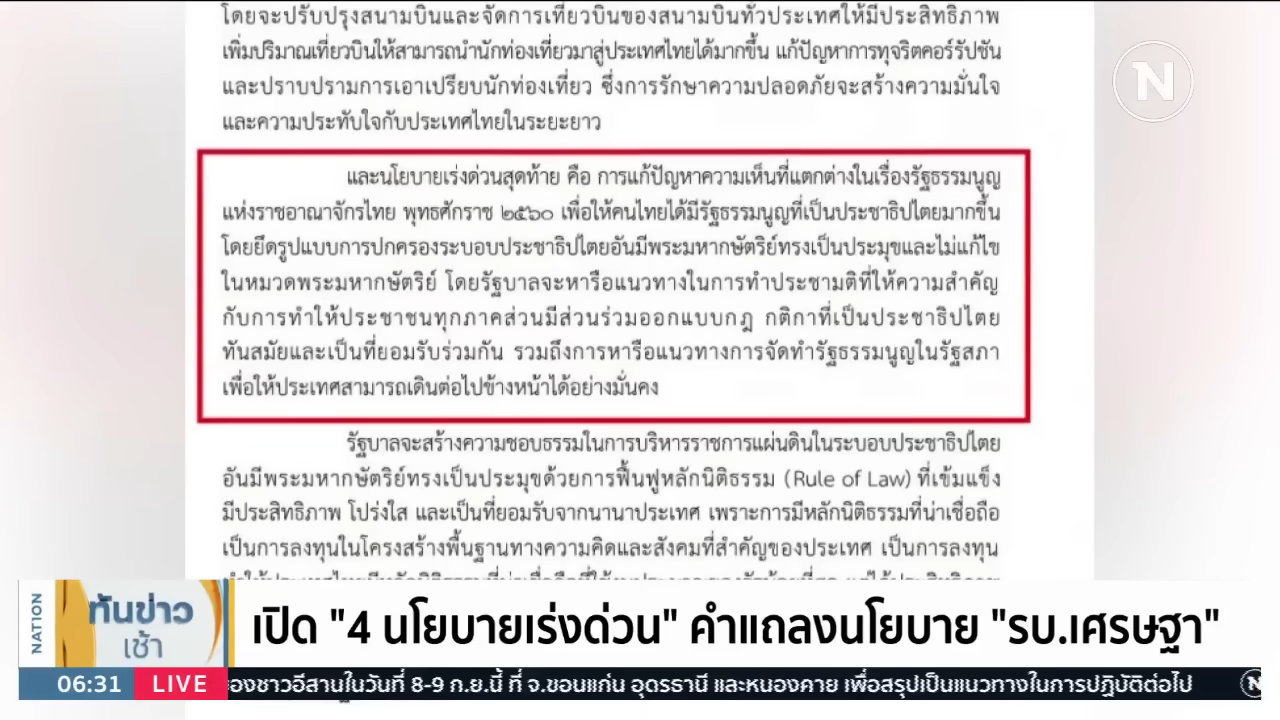 โดยจะปรับปรุงสนามบินและจัดการเที่ยวบินของสนามบินทั่วประเทศให้มีประสิทธิภาพ
เพิ่มปริมาณเที่ยวบินให้สามารถนำนักท่องเที่ยวมาสู่ประเทศไทยได้มากขึ้น แก้ปัญหาการทุจริตคอร์รัปชัน
และปราบปรามการเอาเปรียบนักท่องเที่ยว ซึ่งการรักษาความปลอดภัยจะสร้างความมั่นใจ
และความประทับใจกับประเทศไทยในระยะยาว
และนโยบายเร่งด่วนสุดท้าย คือ การแก้ปัญหาความเห็นที่แตกต่างในเรื่องรัฐธรรมนูญ
แห่งราชอาณาจักรไทย พุทธศักราช ๒๕๖๐ เพื่อให้คนไทยได้มีรัฐธรรมนูญที่เป็นประชาธิปไตยมากขึ้น
โดยยึดรูปแบบการปกครองระบอบประชาธิปไตยอันมีพระมหากษัตริย์ทรงเป็นประมุขและไม่แก้ไข
ในหมวดพระมหากษัตริย์ โดยรัฐบาลจะหารือแนวทางในการทำประชามติที่ให้ความสำคัญ
กับการทำให้ประชาชนทุกภาคส่วนมีส่วนร่วมออกแบบกฎ กติกาที่เป็นประชาธิปไตย
ทันสมัยและเป็นที่ยอมรับร่วมกัน รวมถึงการหารือแนวทางการจัดทำรัฐธรรมนูญในรัฐสภา
เพื่อให้ประเทศสามารถเดินต่อไปข้างหน้าได้อย่างมั่นคง
รัฐบาลจะสร้างความชอบธรรมในการบริหารราชการแผ่นดินในระบอบประชาธิปไตย
อันมีพระมหากษัตริย์ทรงเป็นประมุขด้วยการฟื้นฟูหลักนิติธรรม (Rule of Law) ที่เข้มแข็ง
มีประสิทธิภาพ โปร่งใส และเป็นที่ยอมรับจากนานาประเทศ เพราะการมีหลักนิติธรรมที่น่าเชื่อถือ
เป็นการลงทุนในโครงสร้างพื้นฐานทางความคิดและสังคมที่สำคัญของประเทศ เป็นการลงทุน
NATION
ทันข่าว
เช้า
เปิด "4 นโยบายเร่งด่วน" คำแถลงนโยบาย "รบ.เศรษฐา"
06:31 LIVE องชาวอีสานในวันที่ 8-9 ก.ย.นี้ ที่ จ.ขอนแก่น อุดรธานี และหนองคาย เพื่อสรุปเป็นแนวทางในการปฏิบัติต่อไป